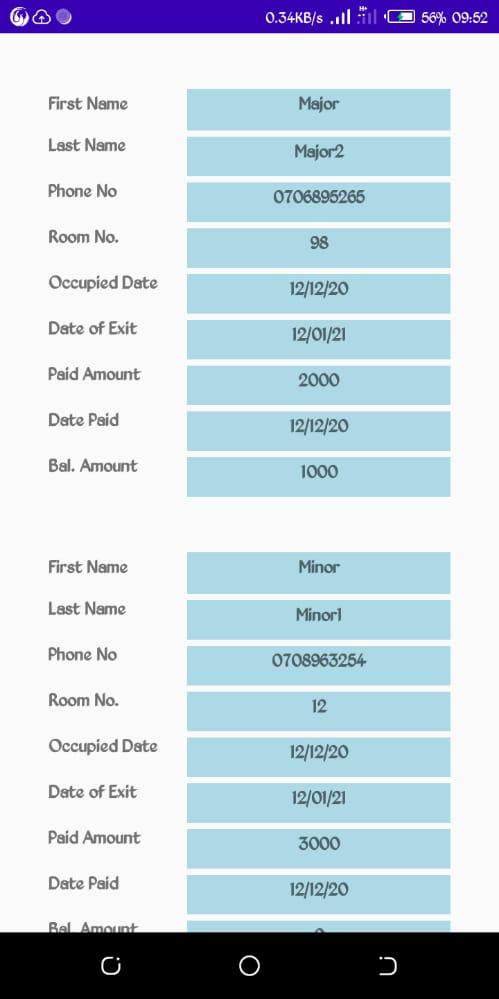 0.34KB/s H+ 56% 09:52
First Name Major
Last Name Major2
Phone No 0706895265
Room No. 98
Occupied Date 12/12/20
Date of Exit 12/01/21
Paid Amount 2000
Date Paid 12/12/20
Bal. Amount 1000
First Name Minor
Last Name Minor1
Phone No 0708963254
Room No. 12
Occupied Date 12/12/20
Date of Exit 12/01/21
Paid Amount 3000
Date Paid 12/12/20
Bal. Amount